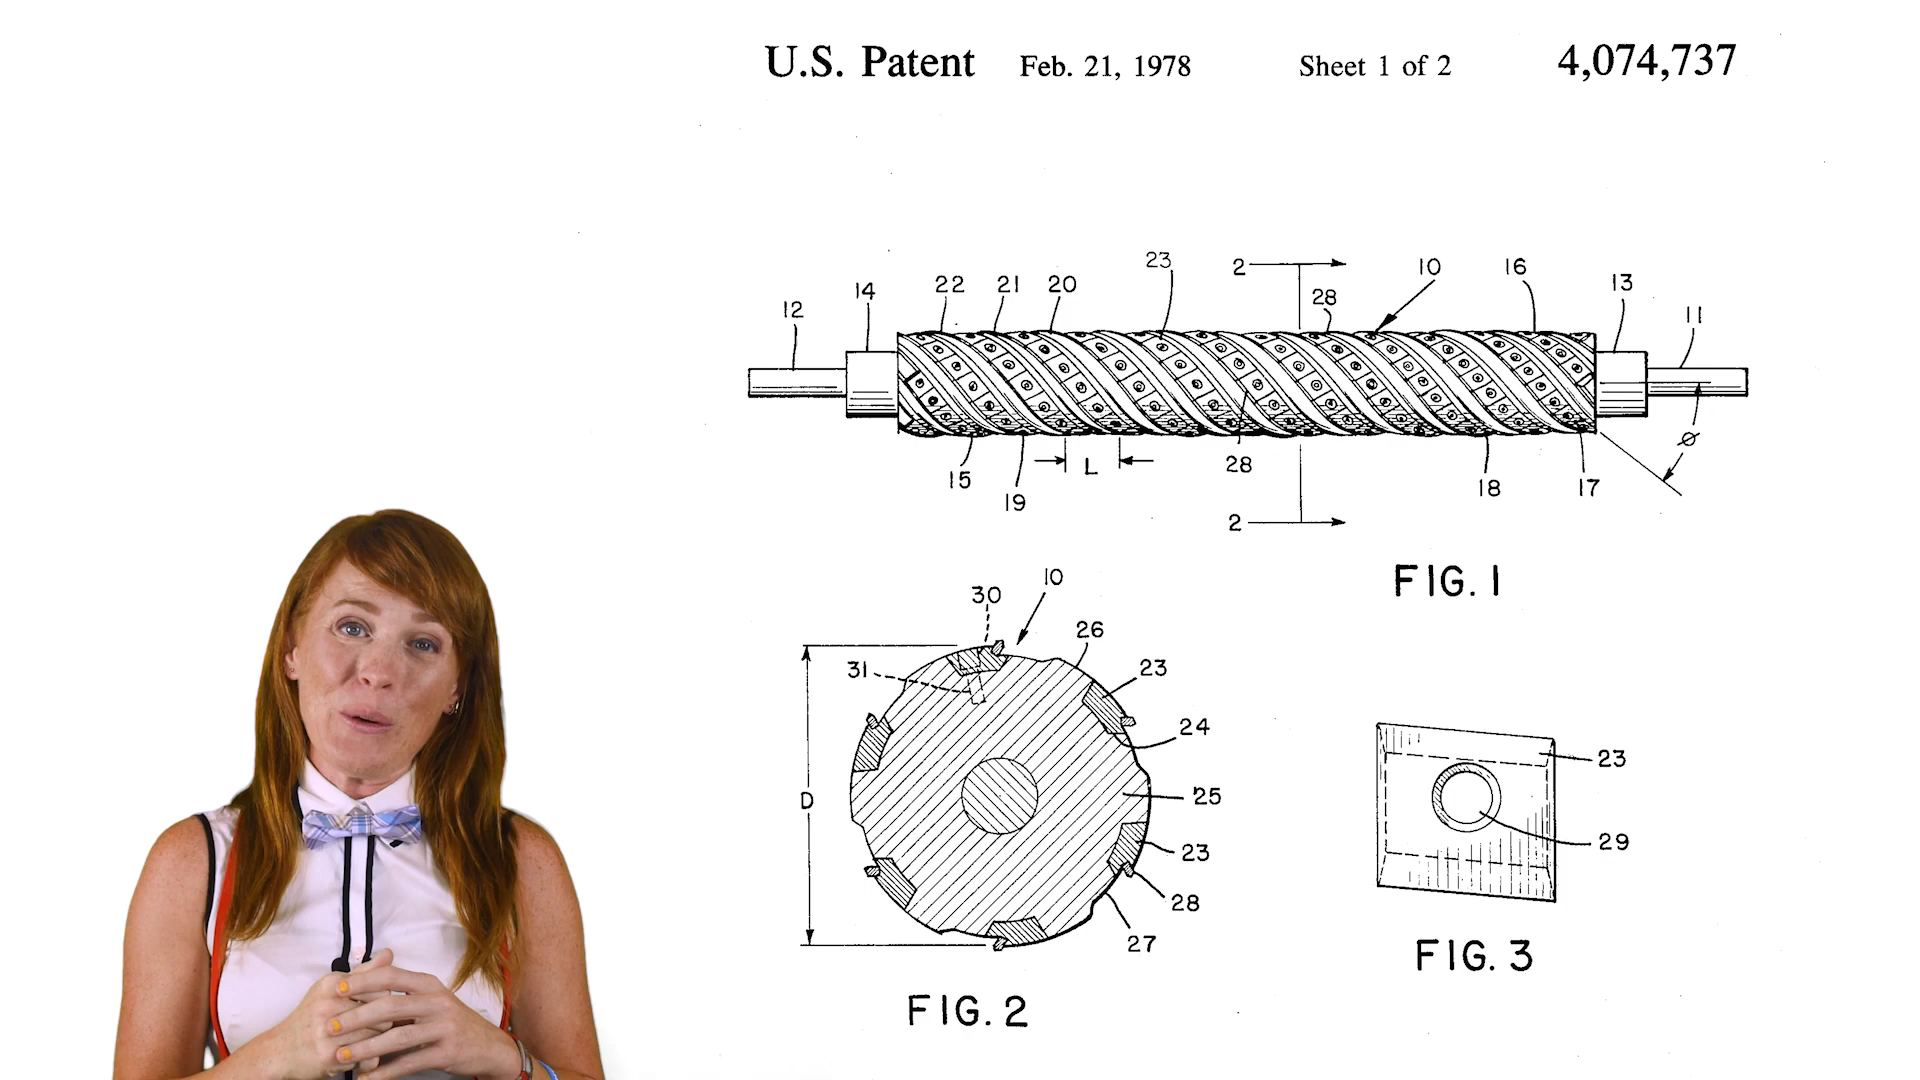 U.S. Patent Feb. 21, 1978 Sheet 1 of 2 4,074,737
12 14 22 21 20 23 2 28 10 16 13 11
15 19 L 28 18 17 Ø
2
FIG. 1
30 10 26
31 23
24
D 25
23
28
27
FIG. 2
23
29
FIG. 3